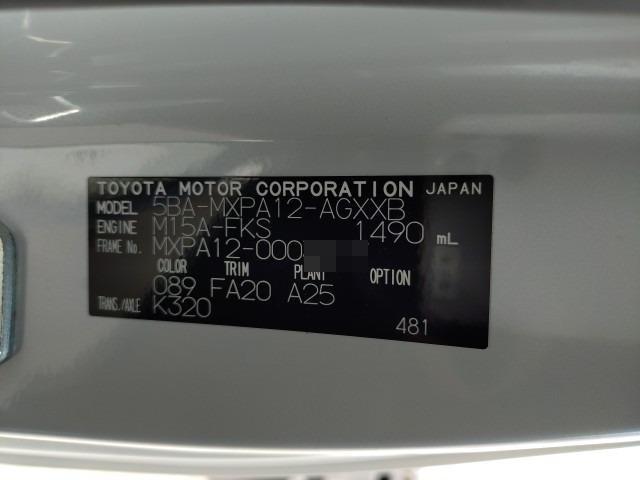 TOYOTA MOTOR CORPORATION JAPAN
MODEL 5BA-MXPA12-AGXXB
ENGINE M15A-FKS 1490 mL
FRAME No. MXPA12-000
COLOR TRIM PLANT OPTION
089 FA20 A25
TRANS./AXLE K320
481